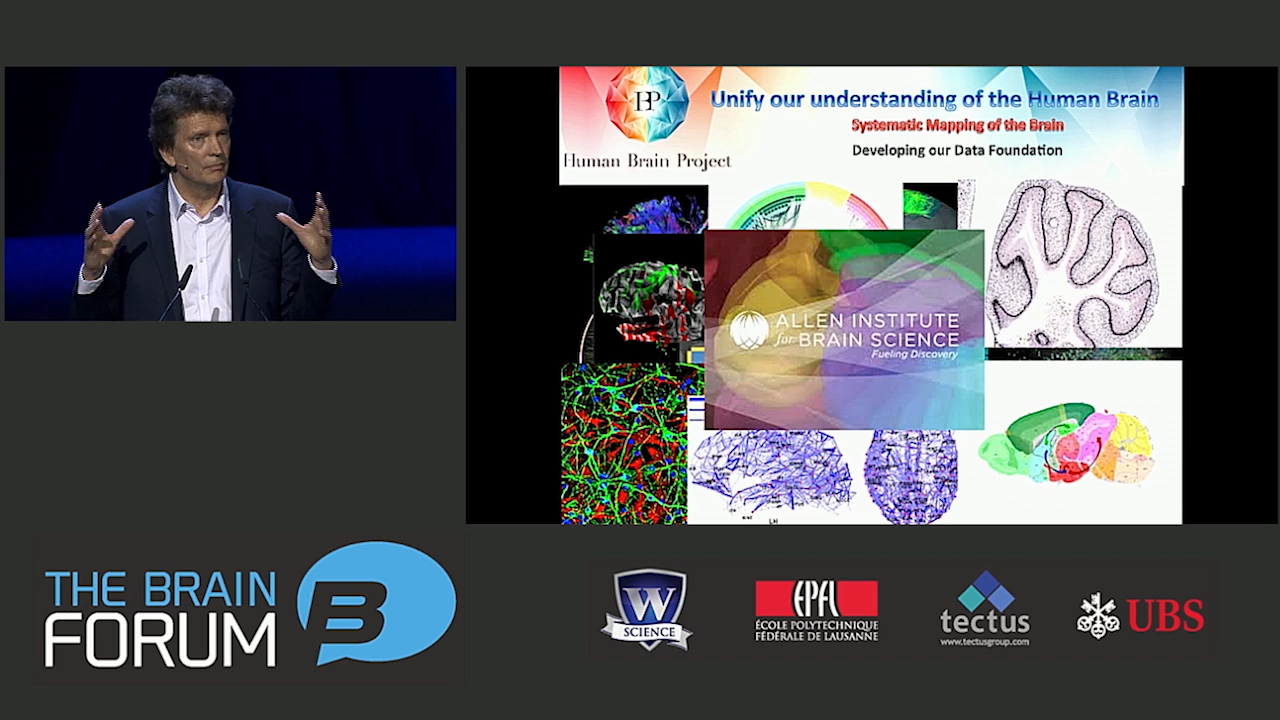 HBP
Human Brain Project
Unify our understanding of the Human Brain
Systematic Mapping of the Brain
Developing our Data Foundation
ALLEN INSTITUTE
for BRAIN SCIENCE
Fueling Discovery
LH
THE BRAIN
FORUM
B
W
SCIENCE
EPFL
ÉCOLE POLYTECHNIQUE
FÉDÉRALE DE LAUSANNE
tectus
www.tectusgroup.com
UBS